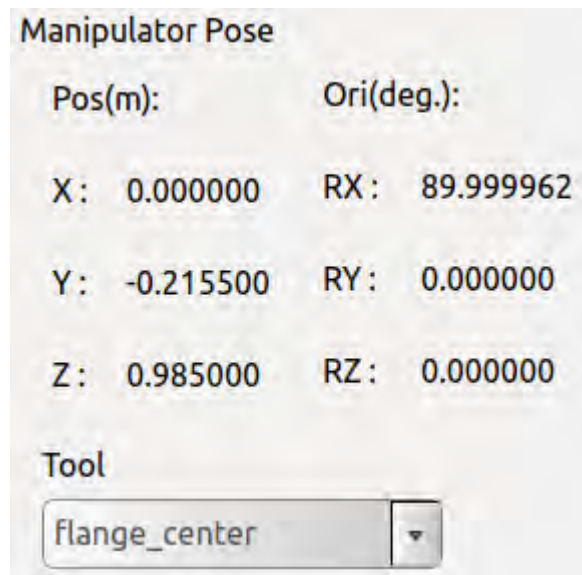 Manipulator Pose
Pos(m): Ori(deg.):
X : 0.000000 RX : 89.999962
Y : -0.215500 RY : 0.000000
Z : 0.985000 RZ : 0.000000
Tool
flange_center